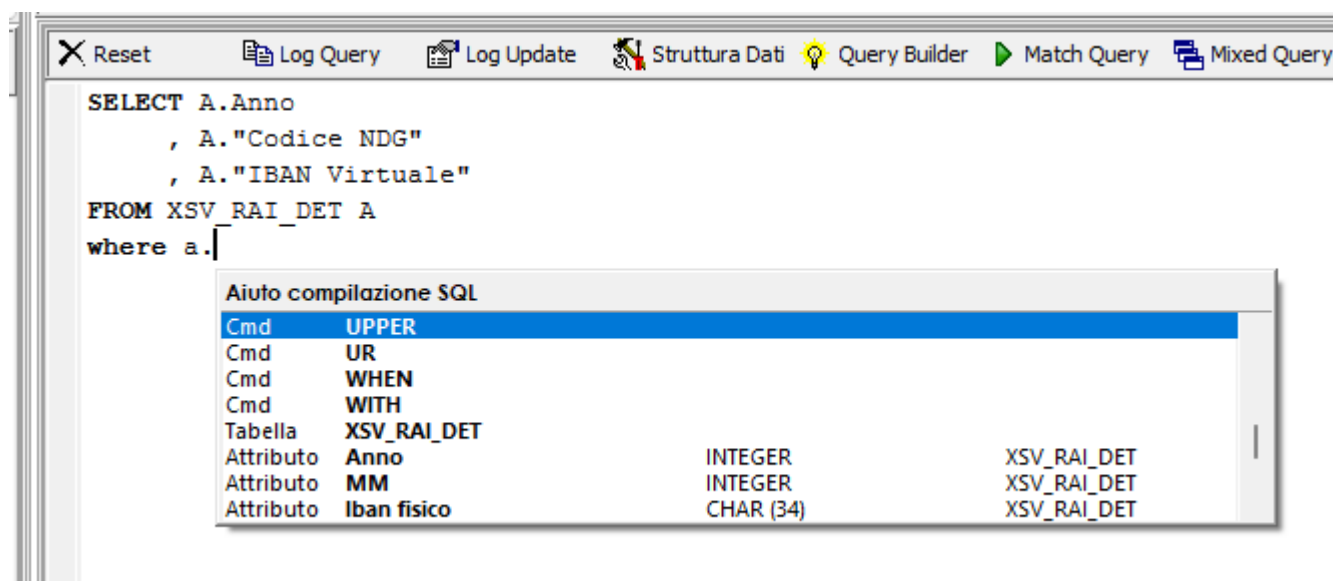 Reset Log Query Log Update Struttura Dati Query Builder Match Query Mixed Query
SELECT A.Anno
, A."Codice NDG"
, A."IBAN Virtuale"
FROM XSV_RAI_DET A
where a.
Aiuto compilazione SQL
Cmd UPPER
Cmd UR
Cmd WHEN
Cmd WITH
Tabella XSV_RAI_DET
Attributo Anno INTEGER XSV_RAI_DET
Attributo MM INTEGER XSV_RAI_DET
Attributo Iban fisico CHAR (34) XSV_RAI_DET